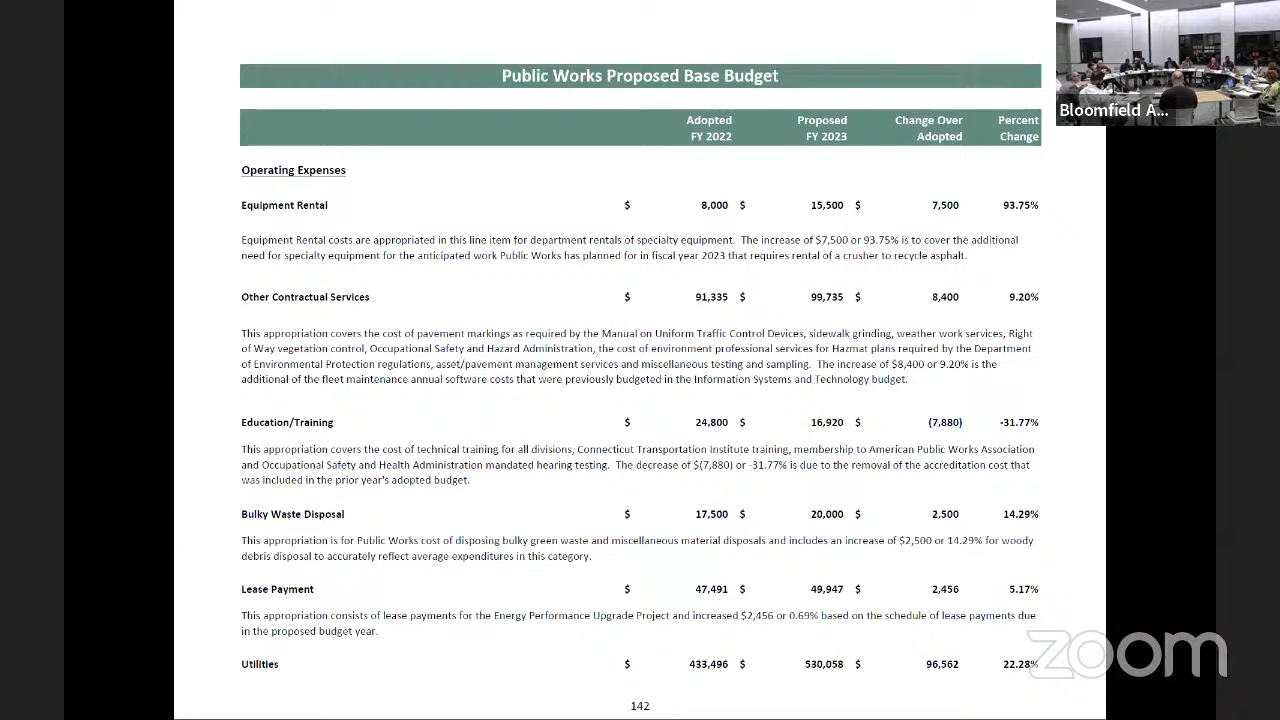 Public Works Proposed Base Budget
Adopted Proposed Change Over Percent
FY 2022 FY 2023 Adopted Change
Operating Expenses
Equipment Rental $ 8,000 $ 15,500 $ 7,500 93.75%
Equipment Rental costs are appropriated in this line item for department rentals of specialty equipment. The increase of $7,500 or 93.75% is to cover the additional
need for specialty equipment for the anticipated work Public Works has planned for in fiscal year 2023 that requires rental of a crusher to recycle asphalt.
Other Contractual Services $ 91,335 $ 99,735 $ 8,400 9.20%
This appropriation covers the cost of pavement markings as required by the Manual on Uniform Traffic Control Devices, sidewalk grinding, weather work services, Right
of Way vegetation control, Occupational Safety and Hazard Administration, the cost of environment professional services for Hazmat plans required by the Department
of Environmental Protection regulations, asset/pavement management services and miscellaneous testing and sampling. The increase of $8,400 or 9.20% is the
additional of the fleet maintenance annual software costs that were previously budgeted in the Information Systems and Technology budget.
Education/Training $ 24,800 $ 16,920 $ (7,880) -31.77%
This appropriation covers the cost of technical training for all divisions, Connecticut Transportation Institute training, membership to American Public Works Association
and Occupational Safety and Health Administration mandated hearing testing. The decrease of $(7,880) or -31.77% is due to the removal of the accreditation cost that
was included in the prior year's adopted budget.
Bulky Waste Disposal $ 17,500 $ 20,000 $ 2,500 14.29%
This appropriation is for Public Works cost of disposing bulky green waste and miscellaneous material disposals and includes an increase of $2,500 or 14.29% for woody
debris disposal to accurately reflect average expenditures in this category.
Lease Payment $ 47,491 $ 49,947 $ 2,456 5.17%
This appropriation consists of lease payments for the Energy Performance Upgrade Project and increased $2,456 or 0.69% based on the schedule of lease payments due
in the proposed budget year.
Utilities $ 433,496 $ 530,058 $ 96,562 22.28%
142
Bloomfield A...
zoom